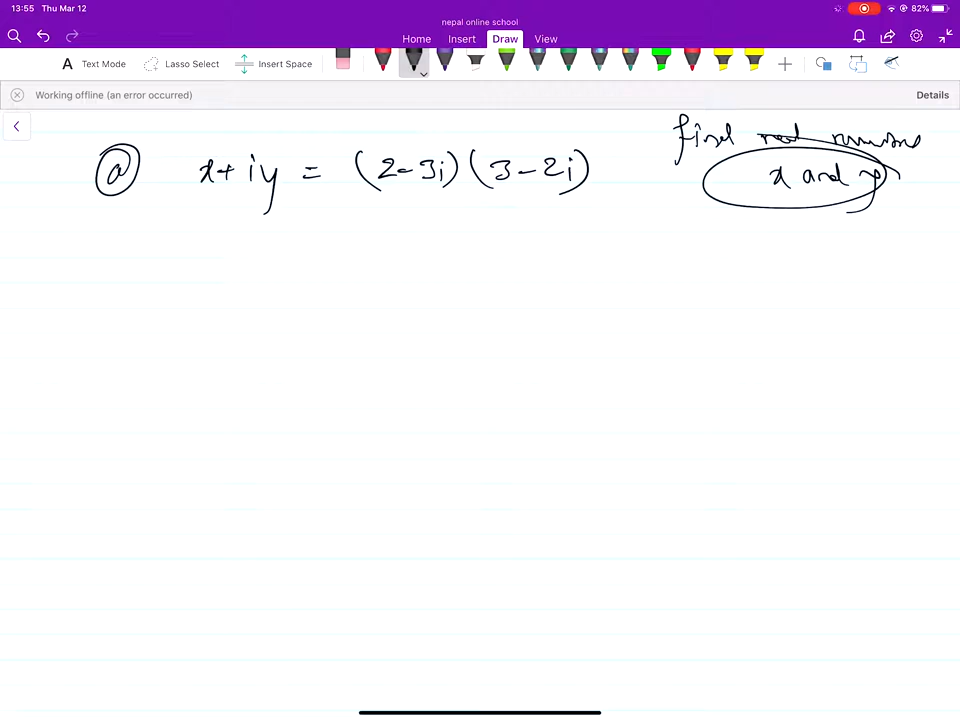 13:55 Thu Mar 12
82%
nepal online school
Home Insert Draw View
A Text Mode Lasso Select Insert Space
Working offline (an error occurred) Details
find real numbers
x and y
(a) x + iy = (2-3i)(3-2i)